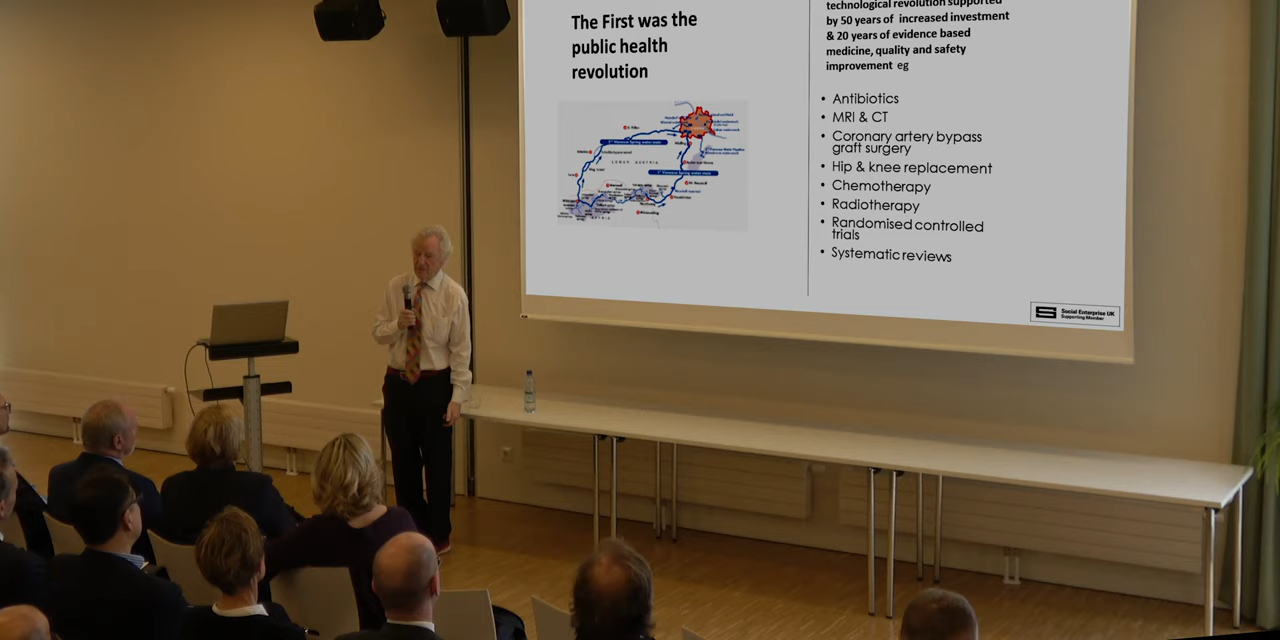 The First was the
public health
revolution
technological revolution supported
by 50 years of increased investment
& 20 years of evidence based
medicine, quality and safety
improvement eg
• Antibiotics
• MRI & CT
• Coronary artery bypass
graft surgery
• Hip & knee replacement
• Chemotherapy
• Radiotherapy
• Randomised controlled
trials
• Systematic reviews
LOWER AUSTRIA
Social Enterprise UK
Supporting Member